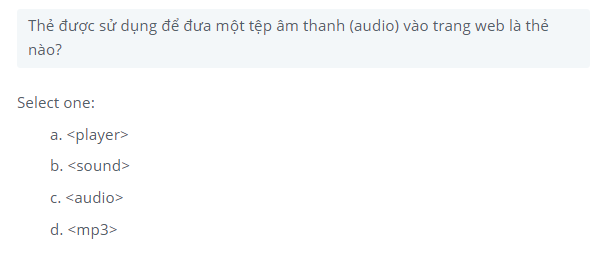 Thẻ được sử dụng để đưa một tệp âm thanh (audio) vào trang web là thẻ
nào?
Select one:
a. <player>
b. <sound>
c. <audio>
d. <mp3>